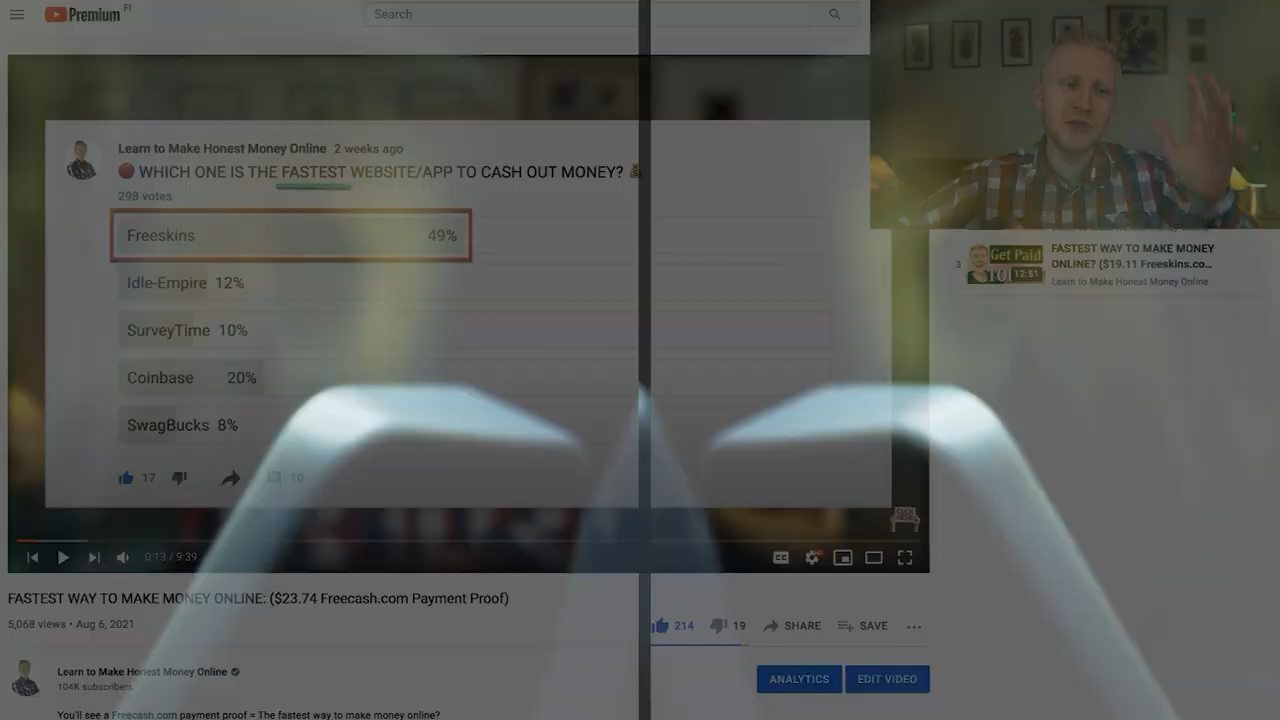 Premium FI
Search
Learn to Make Honest Money Online 2 weeks ago
WHICH ONE IS THE FASTEST WEBSITE/APP TO CASH OUT MONEY?
298 votes
Freeskins 49%
Idle-Empire 12%
SurveyTime 10%
Coinbase 20%
SwagBucks 8%
17
10
0:13 / 9:39
CC
3
Get Paid
12:51
FASTEST WAY TO MAKE MONEY
ONLINE? ($19.11 Freeskins.co...
Learn to Make Honest Money Online
FASTEST WAY TO MAKE MONEY ONLINE: ($23.74 Freecash.com Payment Proof)
5,068 views • Aug 6, 2021
214 19 SHARE SAVE
Learn to Make Honest Money Online
104K subscribers
ANALYTICS EDIT VIDEO
You'll see a Freecash.com payment proof = The fastest way to make money online?